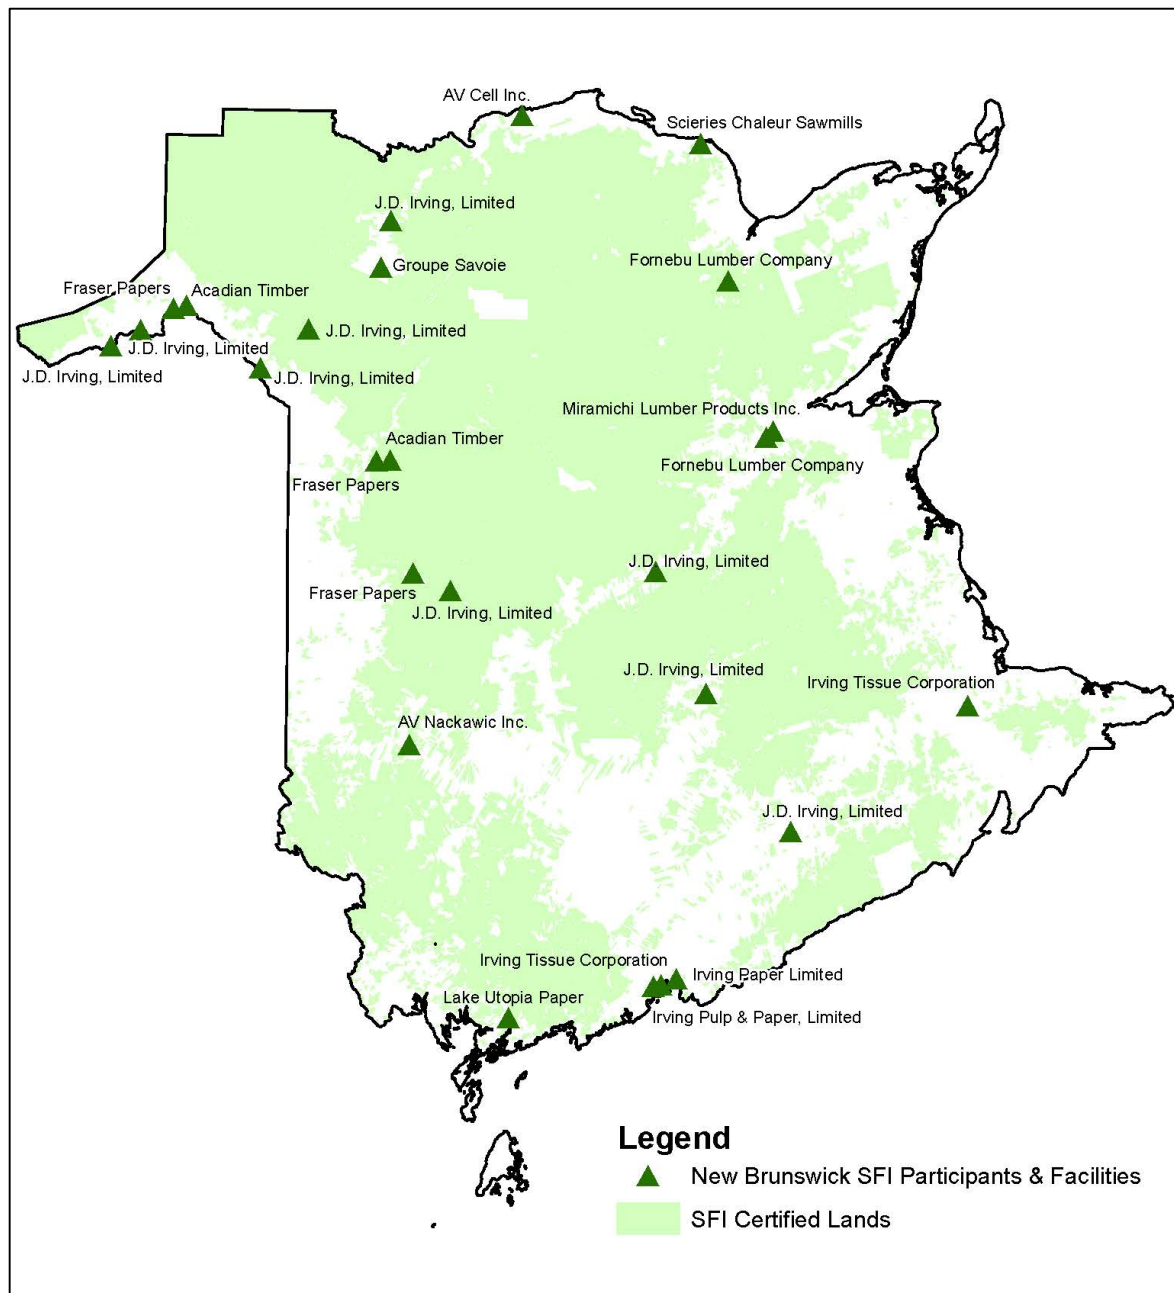 AV Cell Inc.
Scieries Chaleur Sawmills
J.D. Irving, Limited
Groupe Savoie
Fornebu Lumber Company
Fraser Papers
Acadian Timber
J.D. Irving, Limited
J.D. Irving, Limited
J.D. Irving, Limited
J.D. Irving, Limited
Miramichi Lumber Products Inc.
Acadian Timber
Fornebu Lumber Company
Fraser Papers
J.D. Irving, Limited
Fraser Papers
J.D. Irving, Limited
J.D. Irving, Limited
Irving Tissue Corporation
AV Nackawic Inc.
J.D. Irving, Limited
Irving Tissue Corporation
Irving Paper Limited
Lake Utopia Paper
Irving Pulp & Paper, Limited
Legend
New Brunswick SFI Participants & Facilities
SFI Certified Lands